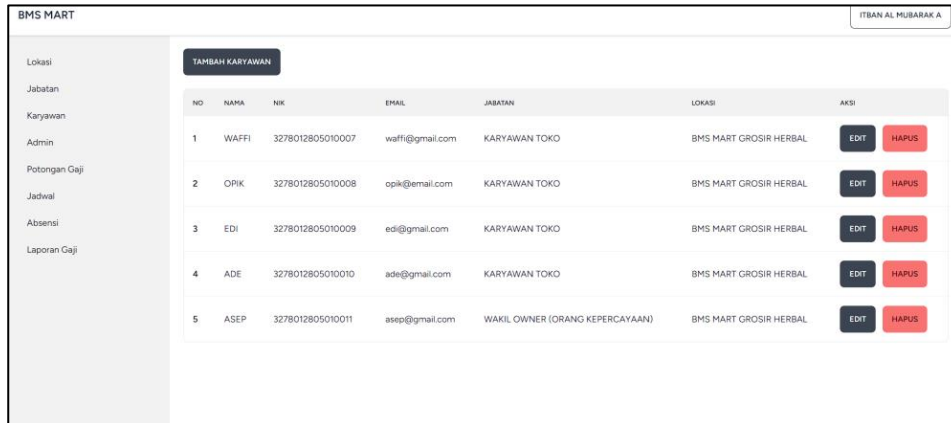 BMS MART
ITBAN AL MUBARAK A
Lokasi
Jabatan
Karyawan
Admin
Potongan Gaji
Jadwal
Absensi
Laporan Gaji
TAMBAH KARYAWAN
NO NAMA NIK EMAIL JABATAN LOKASI AKSI
1 WAFFI 3278012805010007 waffi@gmail.com KARYAWAN TOKO BMS MART GROSIR HERBAL EDIT HAPUS
2 OPIK 3278012805010008 opik@email.com KARYAWAN TOKO BMS MART GROSIR HERBAL EDIT HAPUS
3 EDI 3278012805010009 edi@gmail.com KARYAWAN TOKO BMS MART GROSIR HERBAL EDIT HAPUS
4 ADE 3278012805010010 ade@gmail.com KARYAWAN TOKO BMS MART GROSIR HERBAL EDIT HAPUS
5 ASEP 3278012805010011 asep@gmail.com WAKIL OWNER (ORANG KEPERCAYAAN) BMS MART GROSIR HERBAL EDIT HAPUS